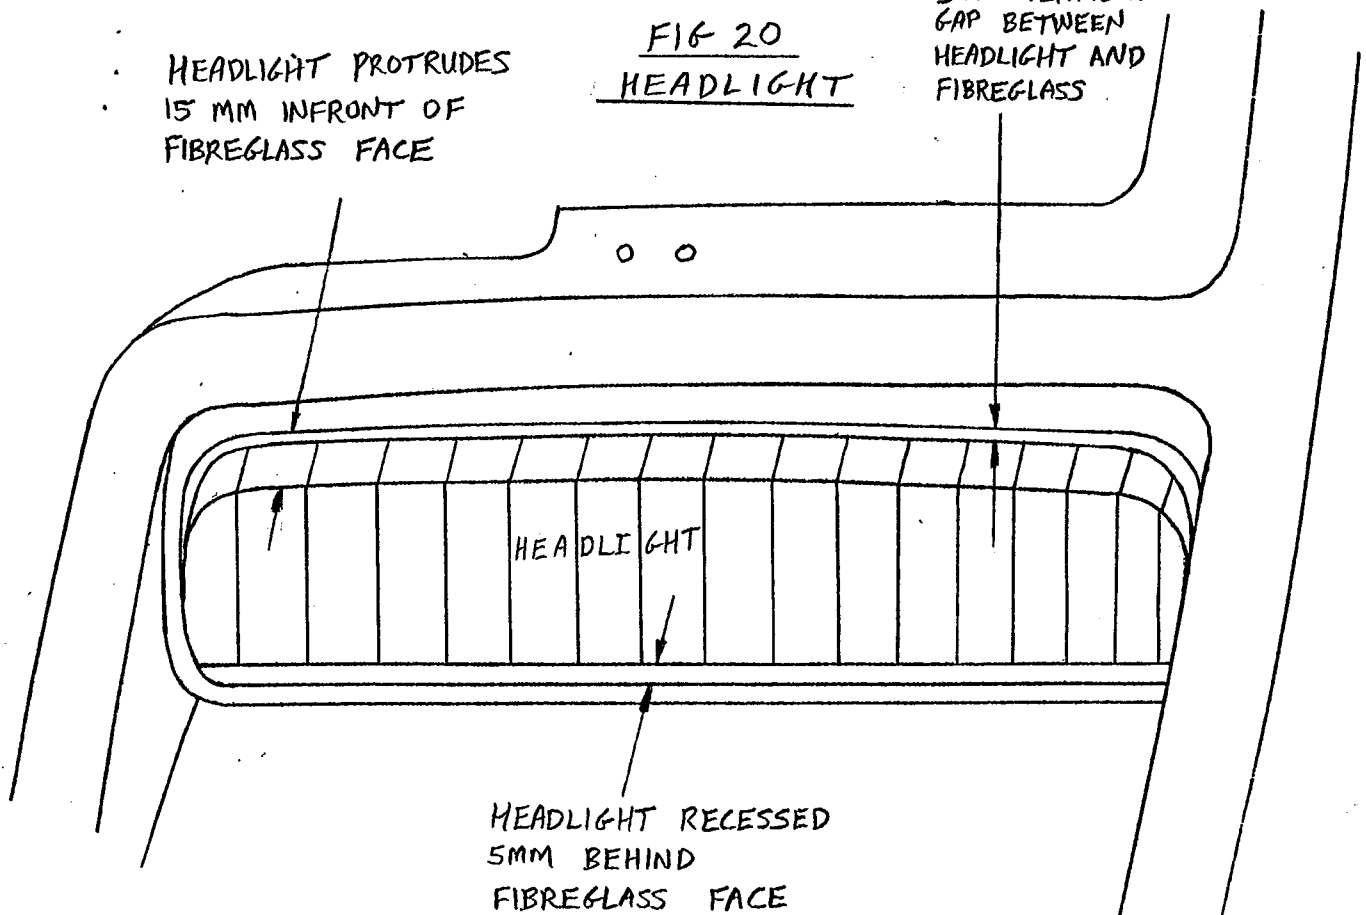 FIG 20
HEADLIGHT
HEADLIGHT PROTRUDES
15 MM INFRONT OF
FIBREGLASS FACE
GAP BETWEEN
HEADLIGHT AND
FIBREGLASS
HEADLIGHT
HEADLIGHT RECESSED
5MM BEHIND
FIBREGLASS FACE